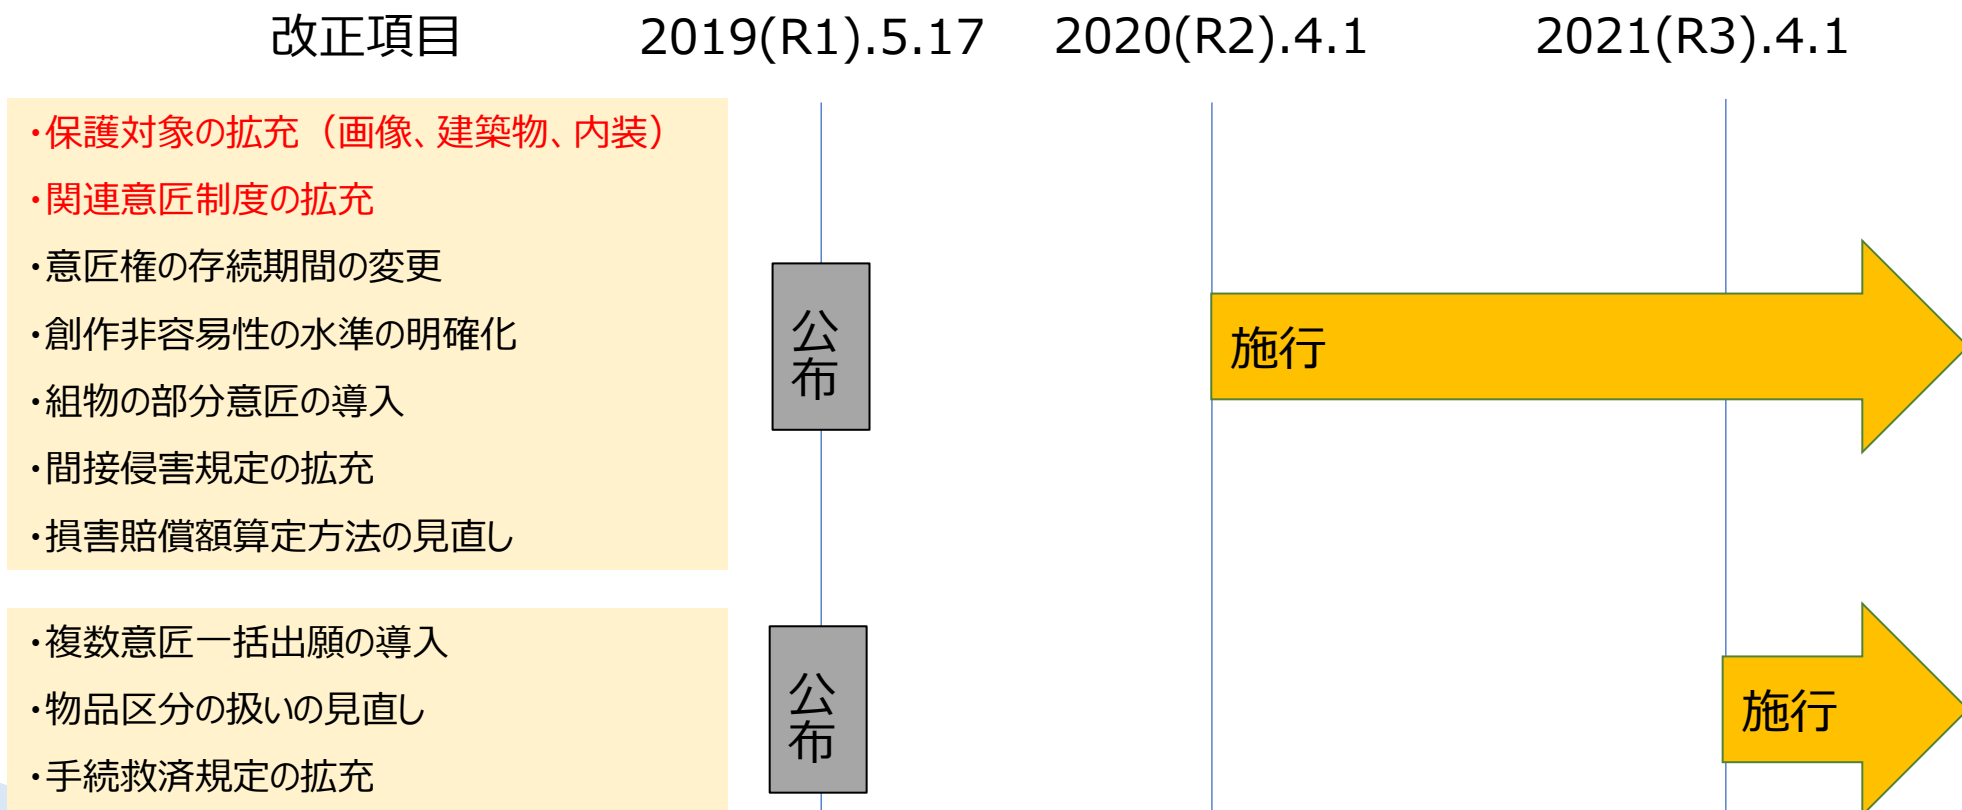 改正項目 2019(R1).5.17 2020(R2).4.1 2021(R3).4.1
・保護対象の拡充（画像、建築物、内装）
・関連意匠制度の拡充
・意匠権の存続期間の変更
・創作非容易性の水準の明確化
・組物の部分意匠の導入
・間接侵害規定の拡充
・損害賠償額算定方法の見直し
公布
施行
・複数意匠一括出願の導入
・物品区分の扱いの見直し
・手続救済規定の拡充
公布
施行